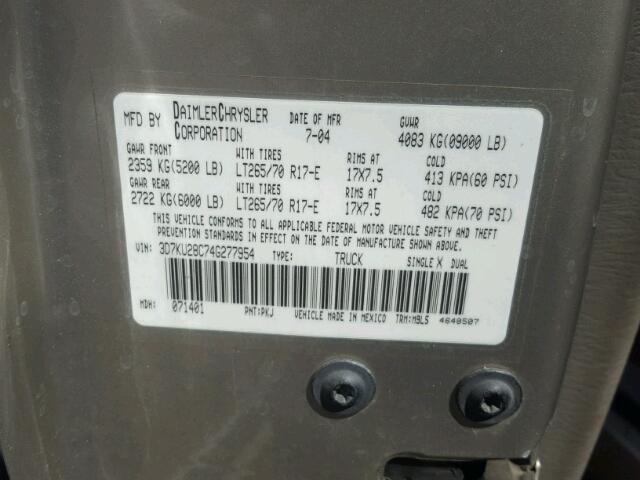 MFD BY DAIMLERCHRYSLER CORPORATION DATE OF MFR 7-04 GVWR 4083 KG(09000 LB)
GAWR FRONT WITH TIRES RIMS AT COLD
2359 KG(5200 LB) LT265/70 R17-E 17X7.5 413 KPA(60 PSI)
GAWR REAR WITH TIRES RIMS AT COLD
2722 KG(6000 LB) LT265/70 R17-E 17X7.5 482 KPA(70 PSI)
THIS VEHICLE CONFORMS TO ALL APPLICABLE FEDERAL MOTOR VEHICLE SAFETY AND THEFT
PREVENTION STANDARDS IN EFFECT ON THE DATE OF MANUFACTURE SHOWN ABOVE.
VIN: 3D7KU28C74G277954 TYPE: TRUCK SINGLE X DUAL
MDH: 071401 PNT:PKJ VEHICLE MADE IN MEXICO TRM:M9L5 4648507